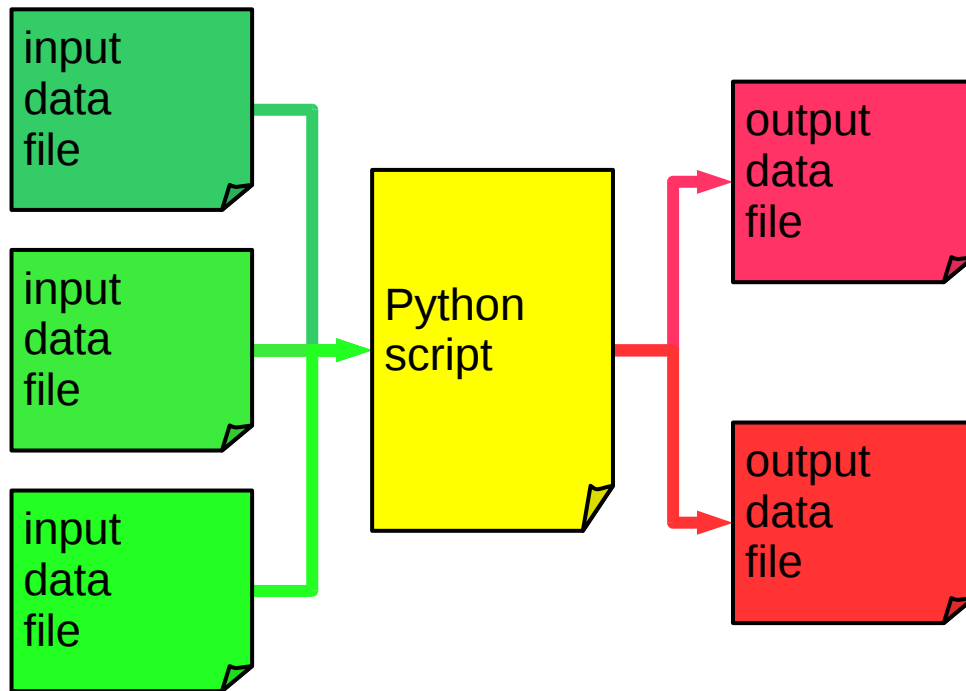 input
data
file
input
data
file
input
data
file
Python
script
output
data
file
output
data
file